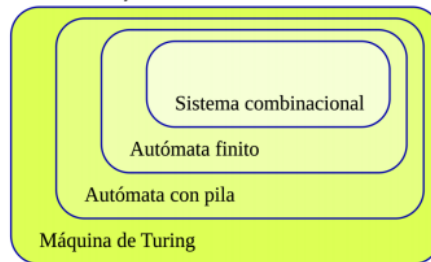 Sistema combinacional
Autómata finito
Autómata con pila
Máquina de Turing